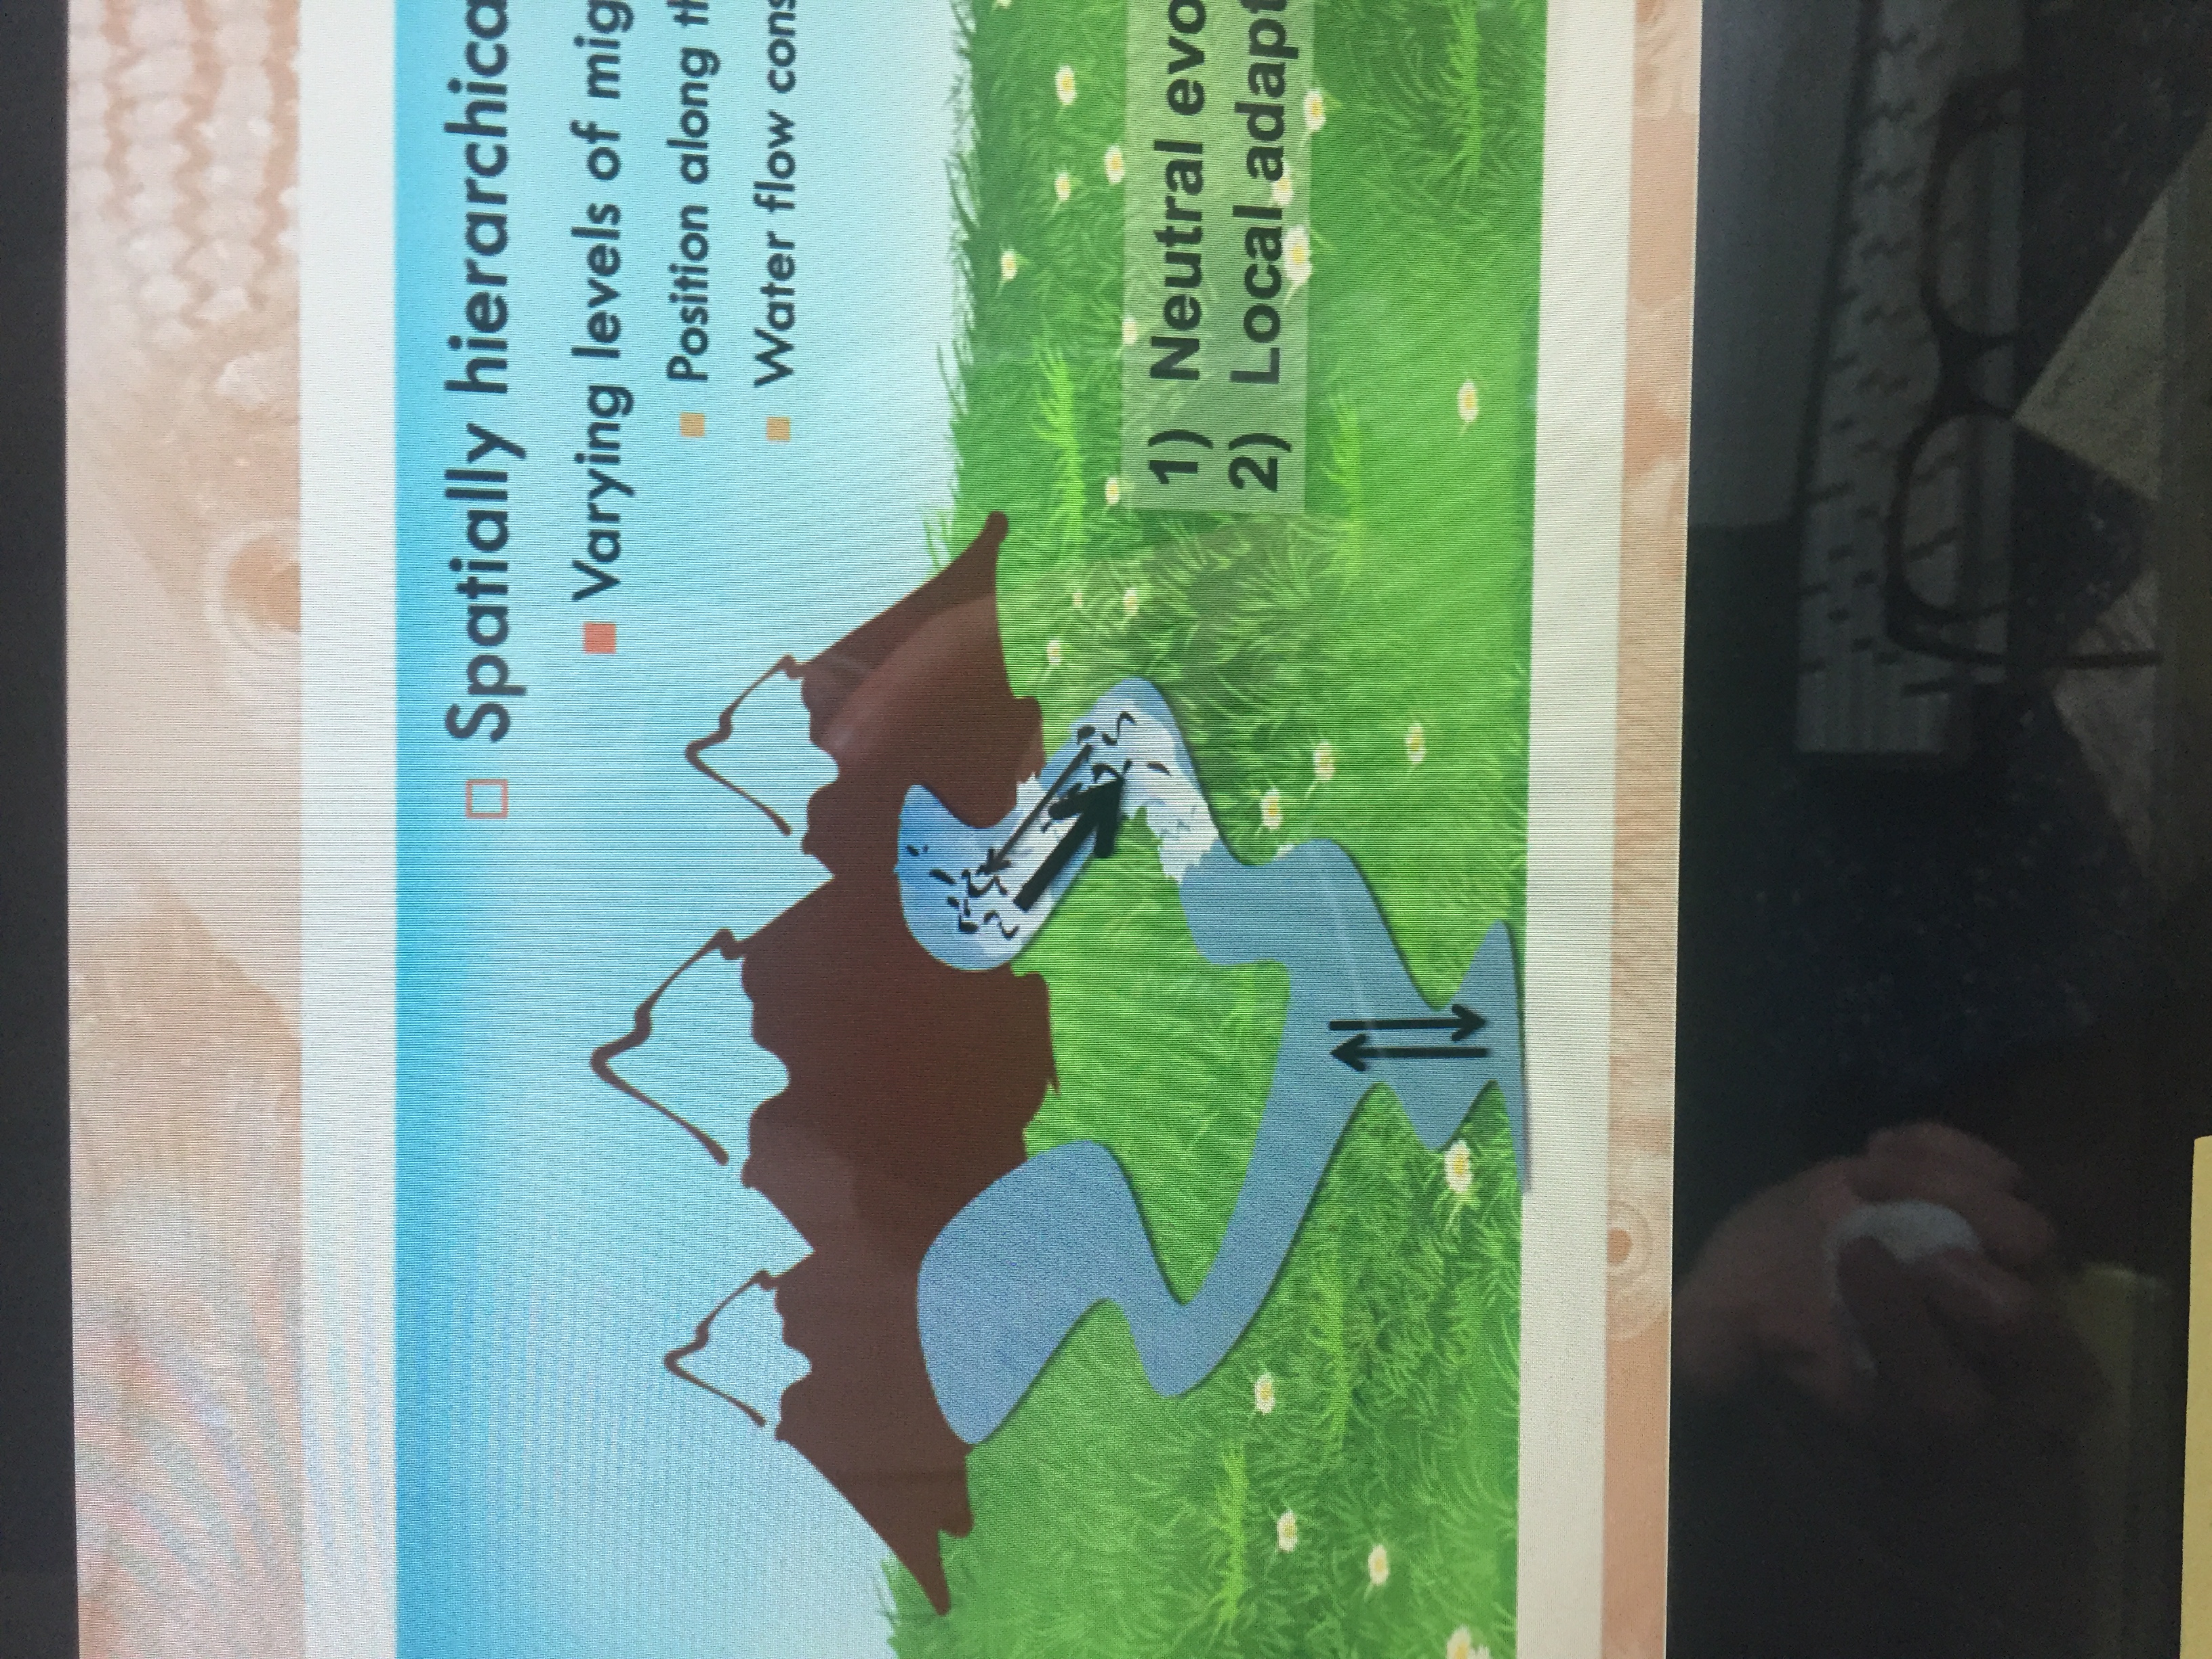 Spatially hierarchica
Varying levels of mig
Position along th
Water flow cons
1) Neutral evo
2) Local adapt